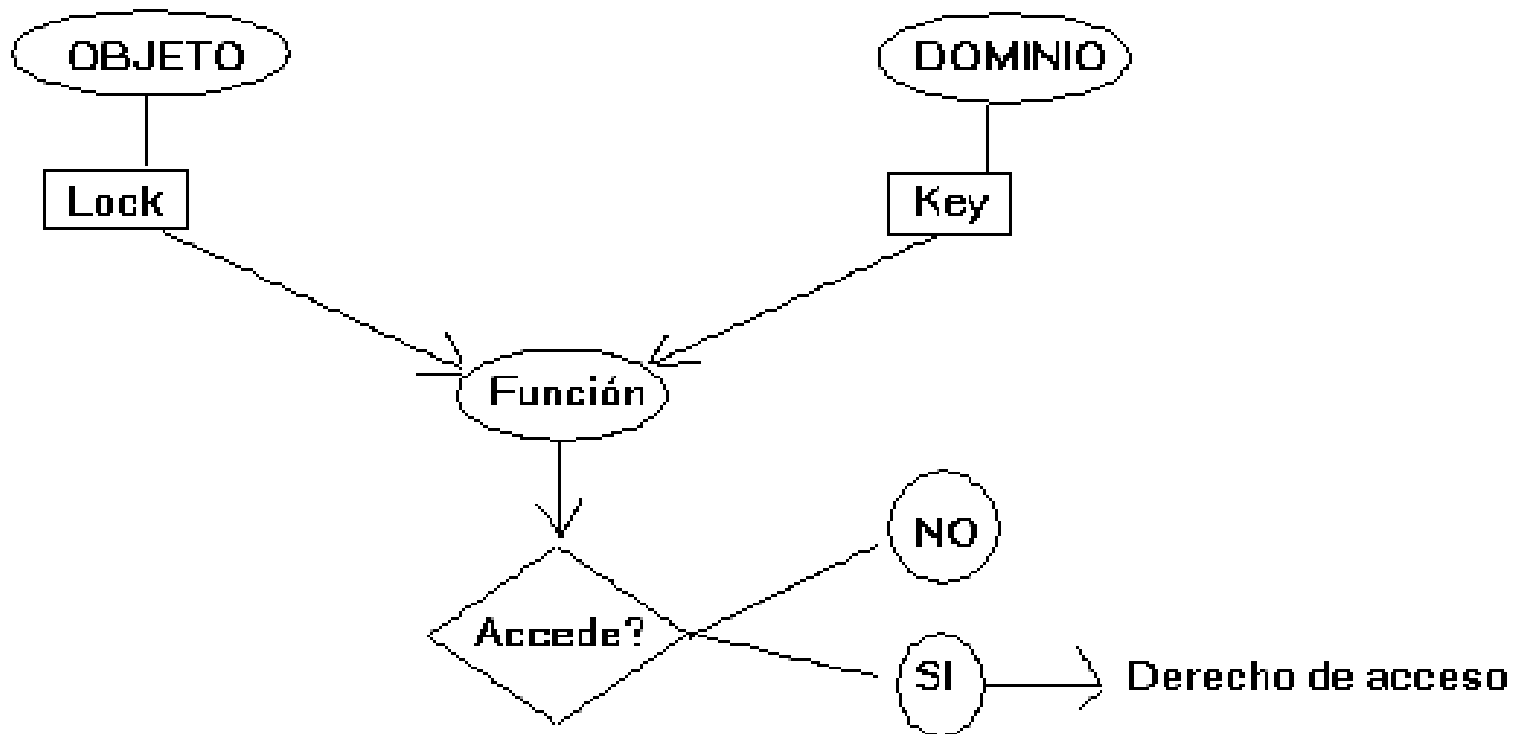 OBJETO
DOMINIO
Lock
Key
Función
NO
Accede?
SI
Derecho de acceso